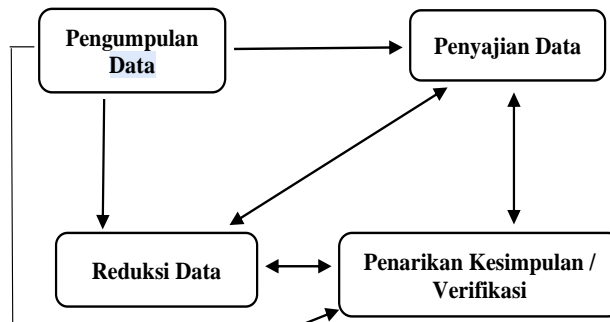 Pengumpulan
Data
Penyajian Data
Reduksi Data
Penarikan Kesimpulan /
Verifikasi